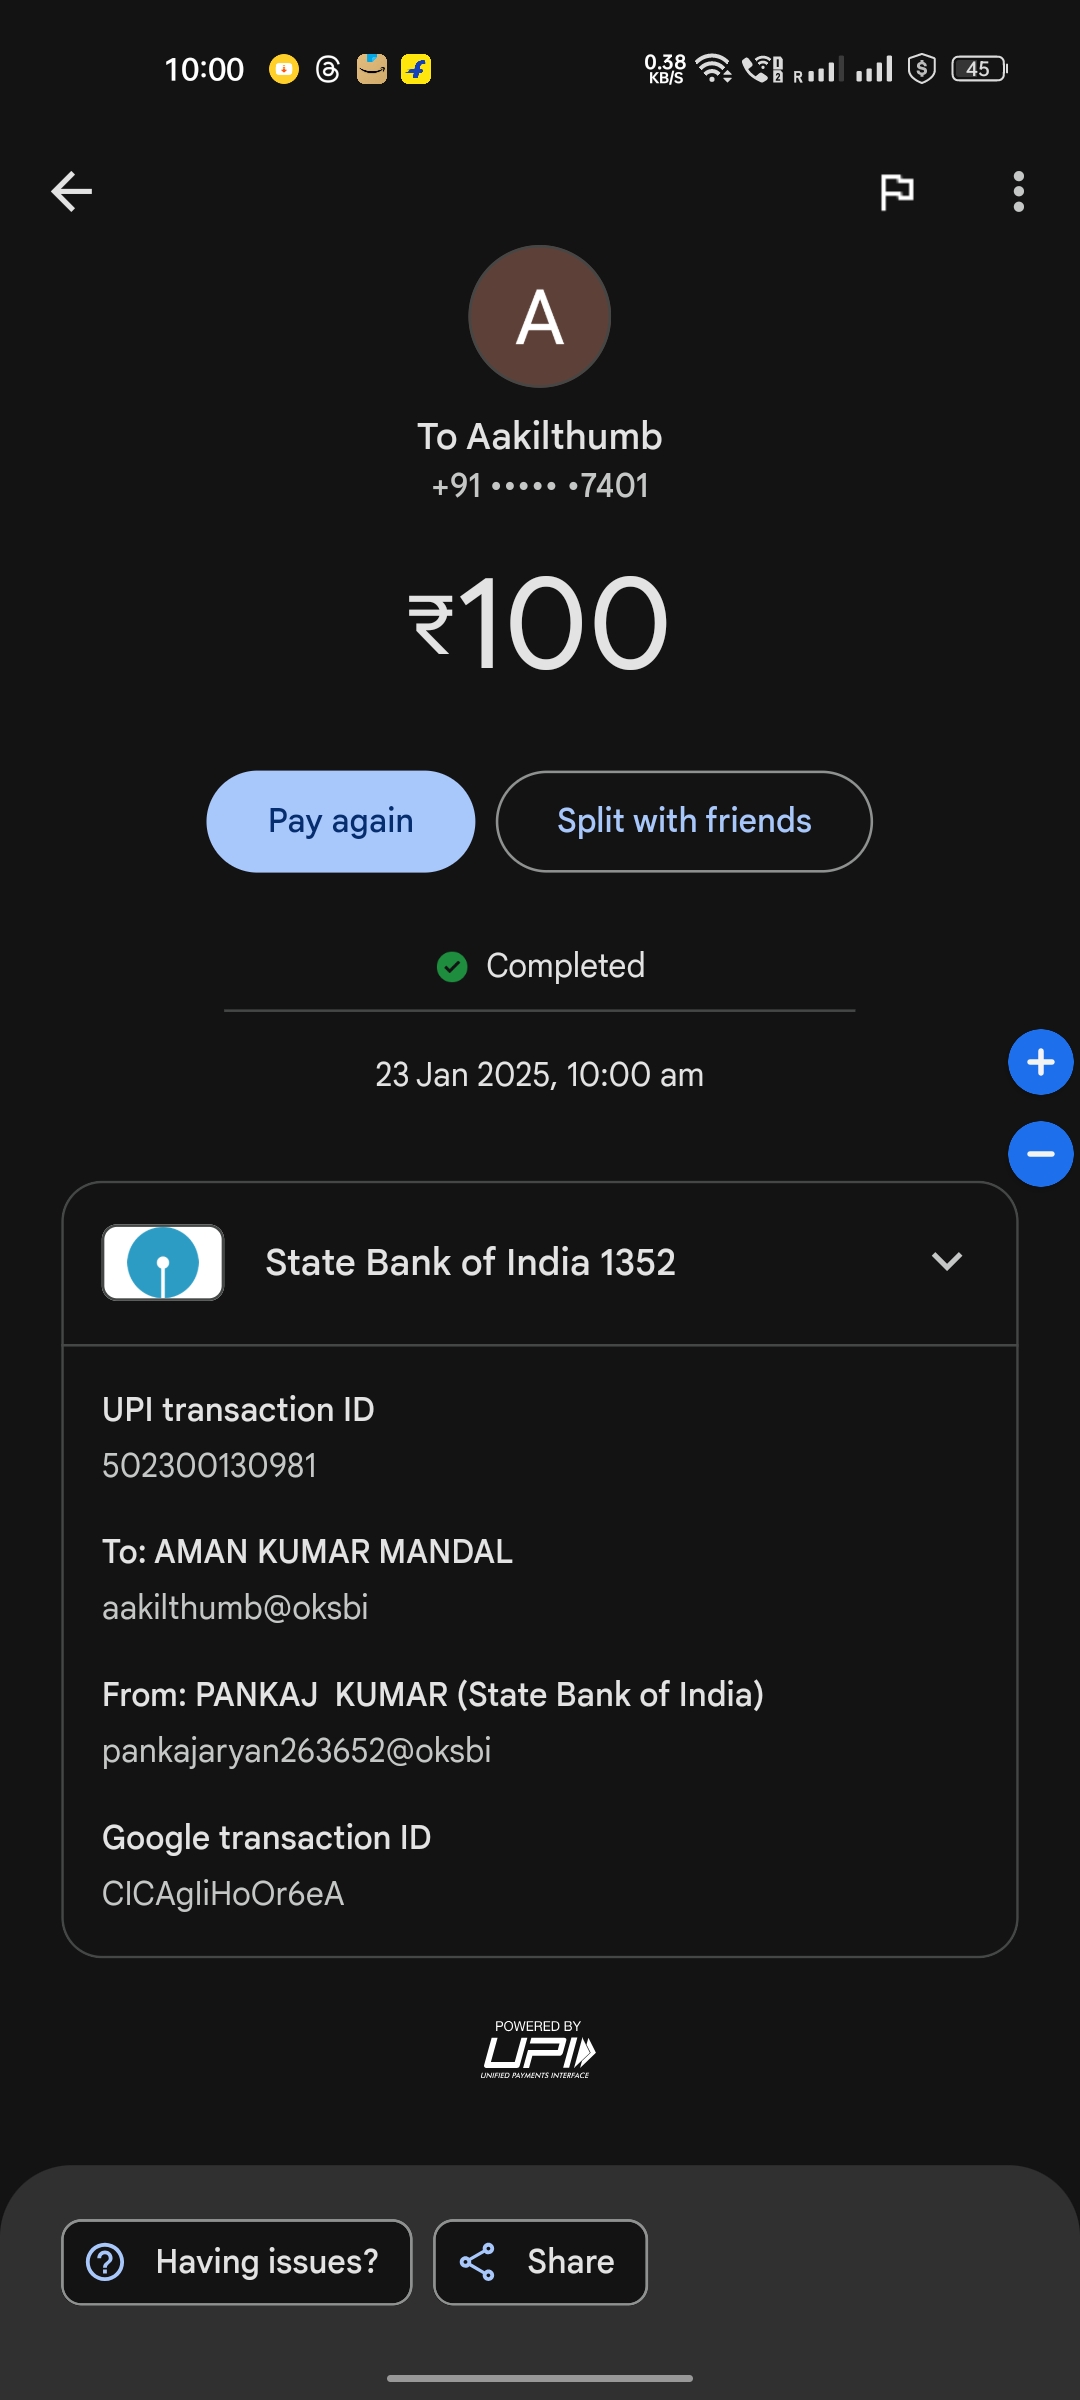 10:00
0.38
KB/S
1
2
R
$
45
A
To Aakilthumb
+91 ••••• •7401
₹100
Pay again
Split with friends
Completed
23 Jan 2025, 10:00 am
State Bank of India 1352
UPI transaction ID
502300130981
To: AMAN KUMAR MANDAL
aakilthumb@oksbi
From: PANKAJ  KUMAR (State Bank of India)
pankajaryan263652@oksbi
Google transaction ID
CICAgIiHoOr6eA
POWERED BY
UPI
UNIFIED PAYMENTS INTERFACE
Having issues?
Share